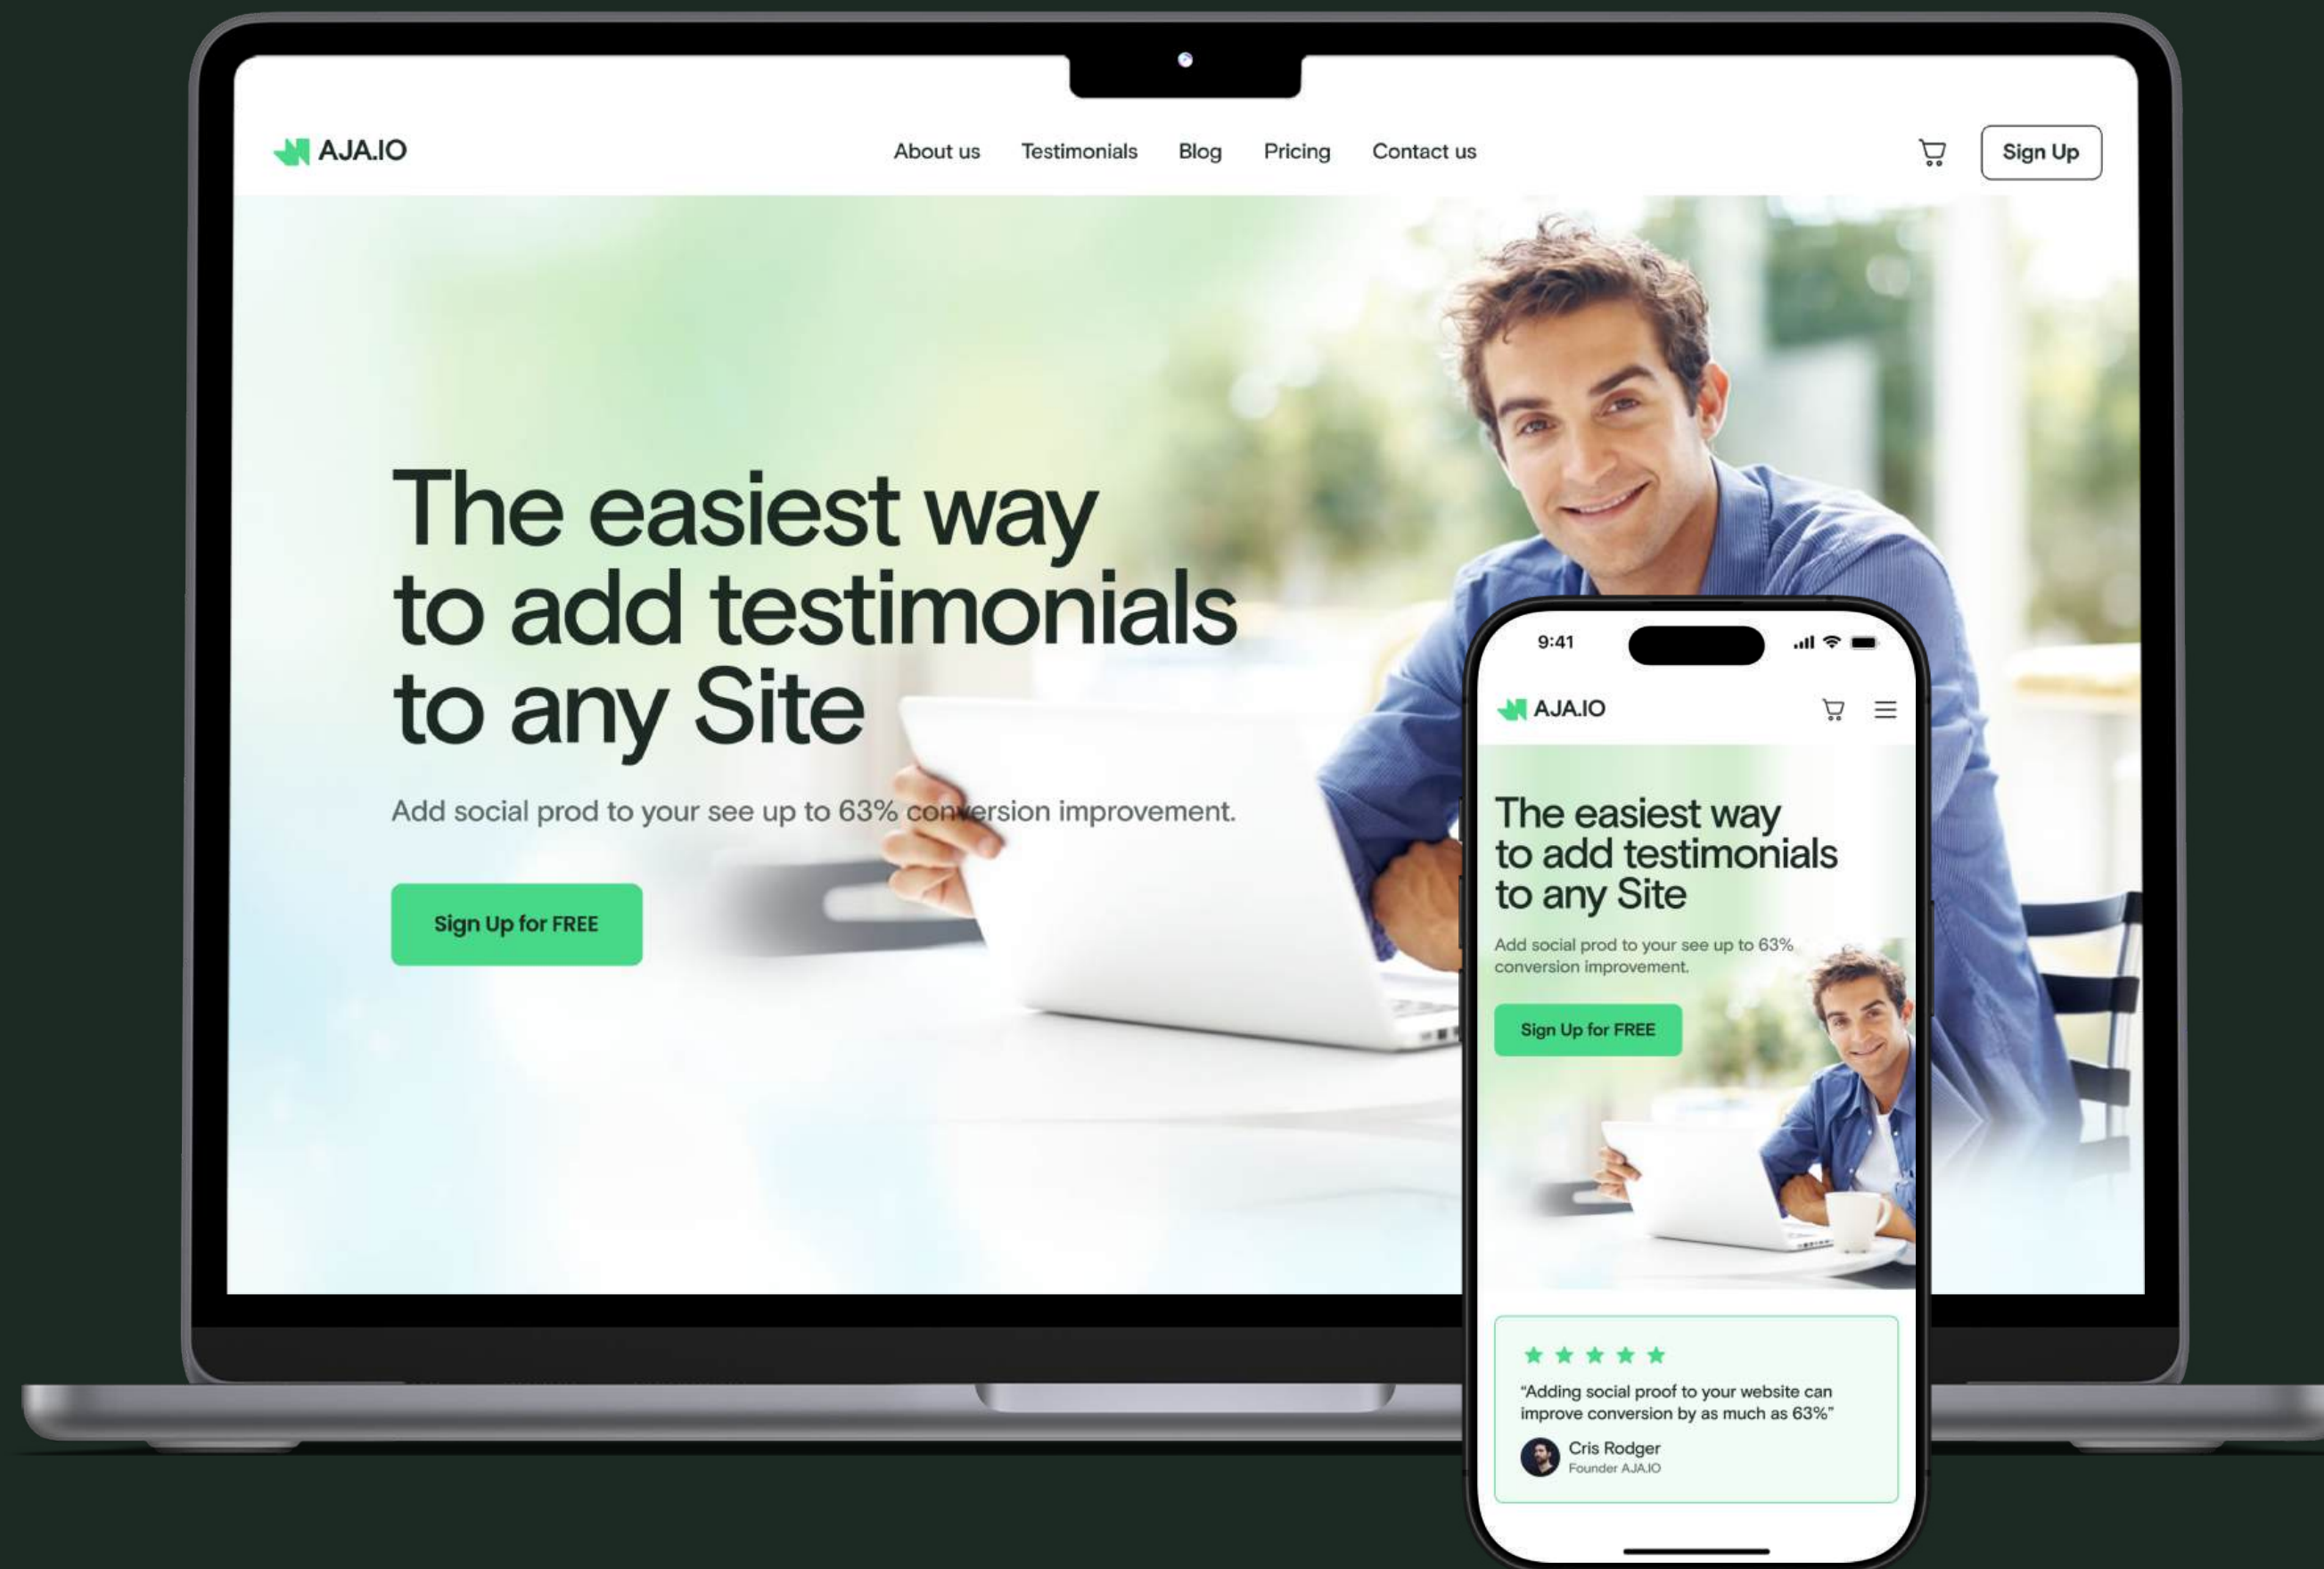 AJA.IO
About us Testimonials Blog Pricing Contact us
Sign Up
The easiest way
to add testimonials
to any Site
Add social prod to your see up to 63% conversion improvement.
Sign Up for FREE
9:41
AJA.IO
The easiest way
to add testimonials
to any Site
Add social prod to your see up to 63%
conversion improvement.
Sign Up for FREE
“Adding social proof to your website can
improve conversion by as much as 63%”
Cris Rodger
Founder AJA.IO